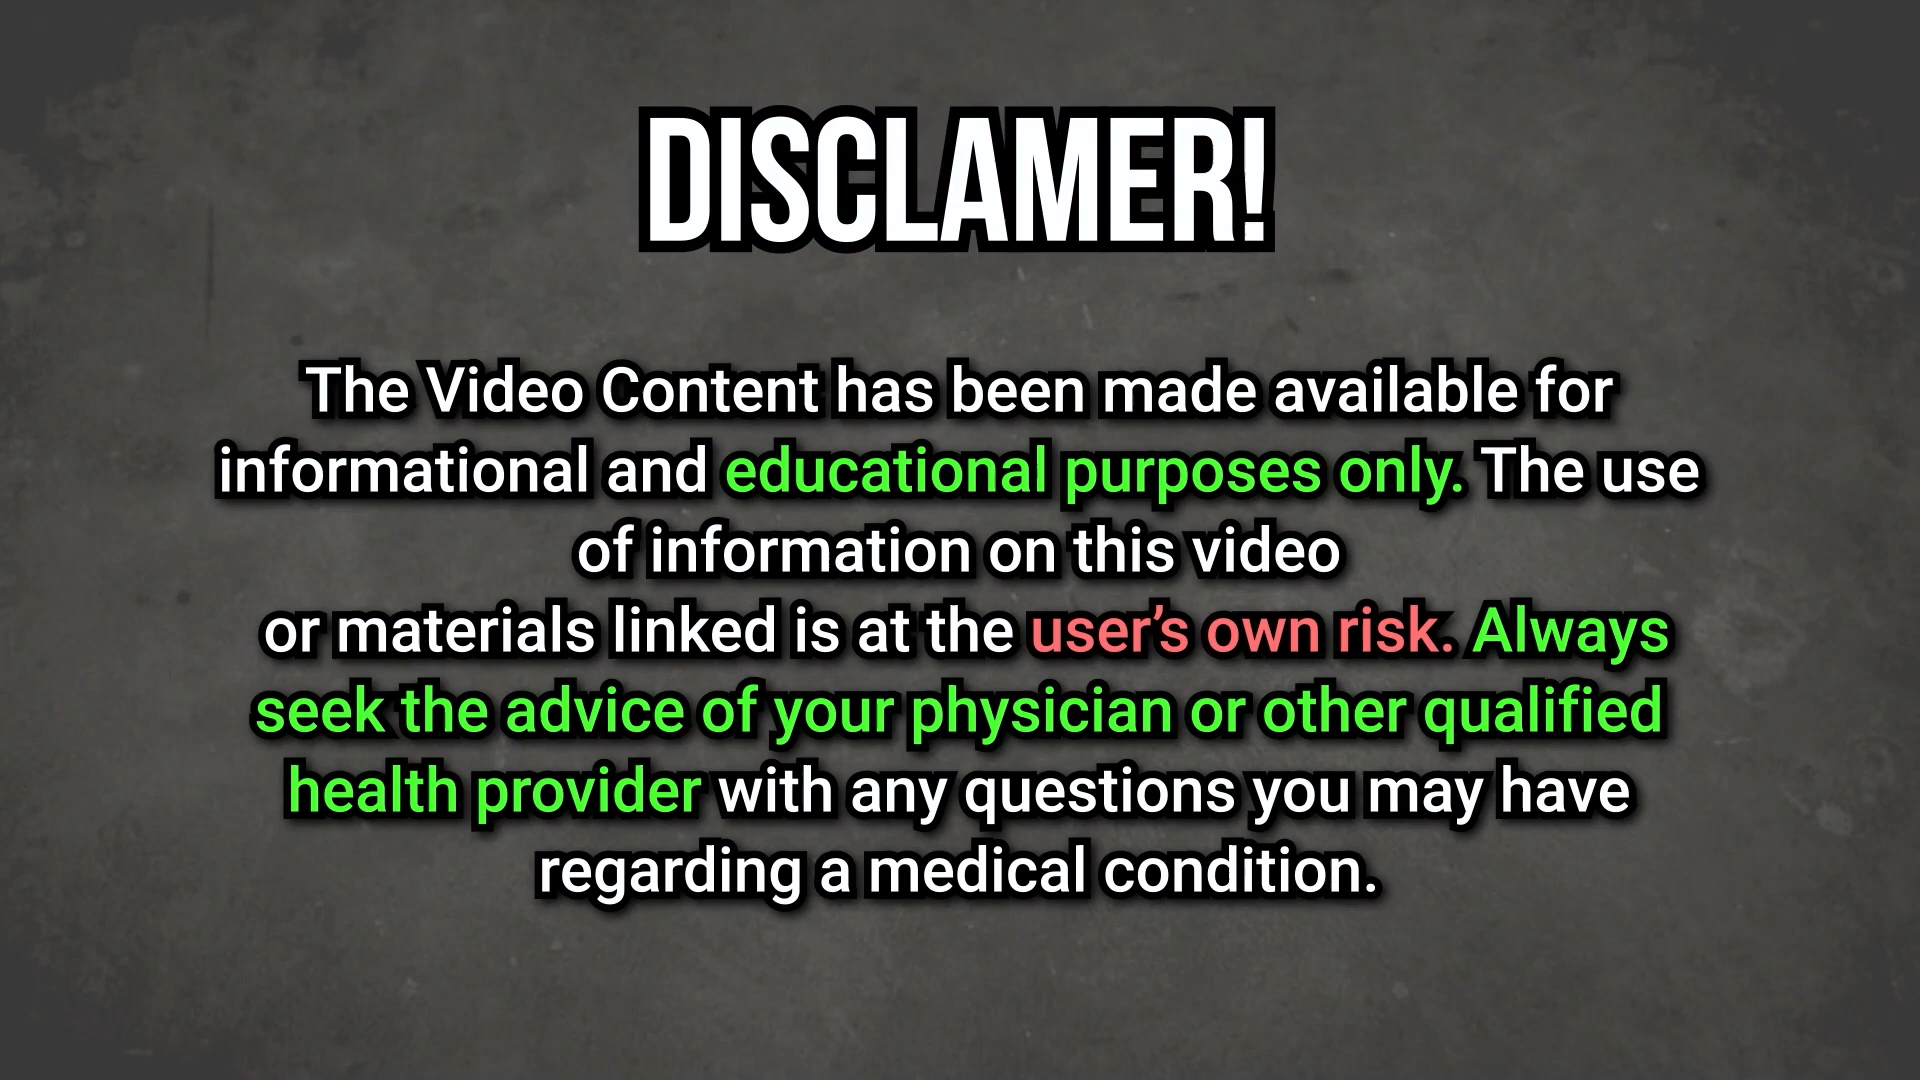 DISCLAMER!
The Video Content has been made available for
informational and educational purposes only. The use
of information on this video
or materials linked is at the user’s own risk. Always
seek the advice of your physician or other qualified
health provider with any questions you may have
regarding a medical condition.